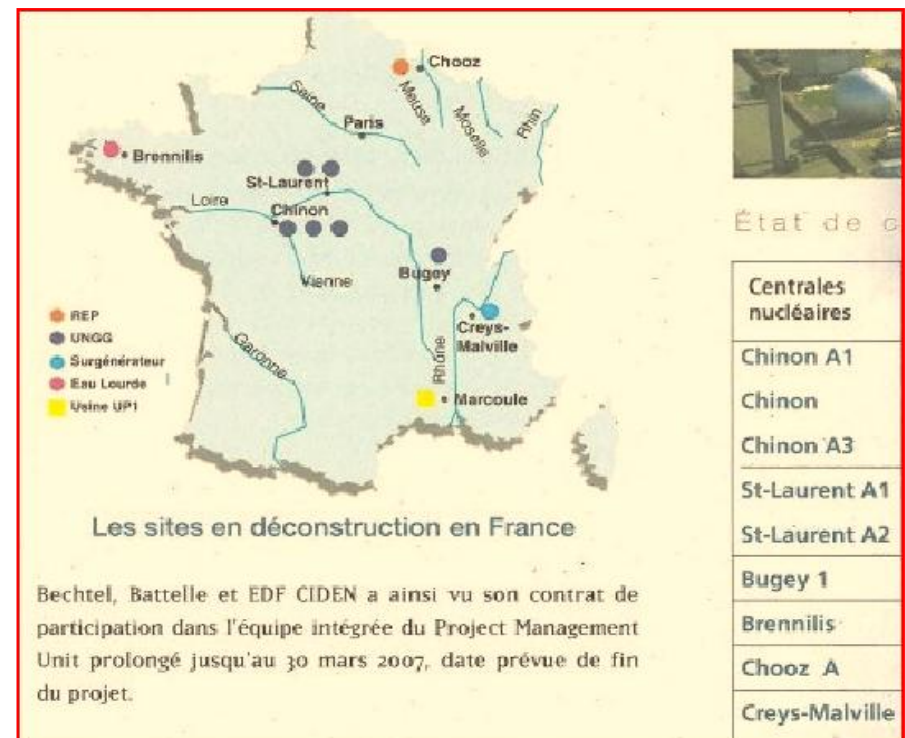 Chooz
Seine
Meuse
Moselle
Rhin
Paris
Brennilis
St-Laurent
Loire
Chinon
Vienne
Bugey
Creys-
Malville
Rhône
Garonne
Marcoule
REP
UNGG
Surgénérateur
Eau Lourde
Usine UP1
Les sites en déconstruction en France
Bechtel, Battelle et EDF CIDEN a ainsi vu son contrat de
participation dans l'équipe intégrée du Project Management
Unit prolongé jusqu'au 30 mars 2007, date prévue de fin
du projet.
État de c
Centrales
nucléaires
Chinon A1
Chinon
Chinon A3
St-Laurent A1
St-Laurent A2
Bugey 1
Brennilis
Chooz A
Creys-Malville